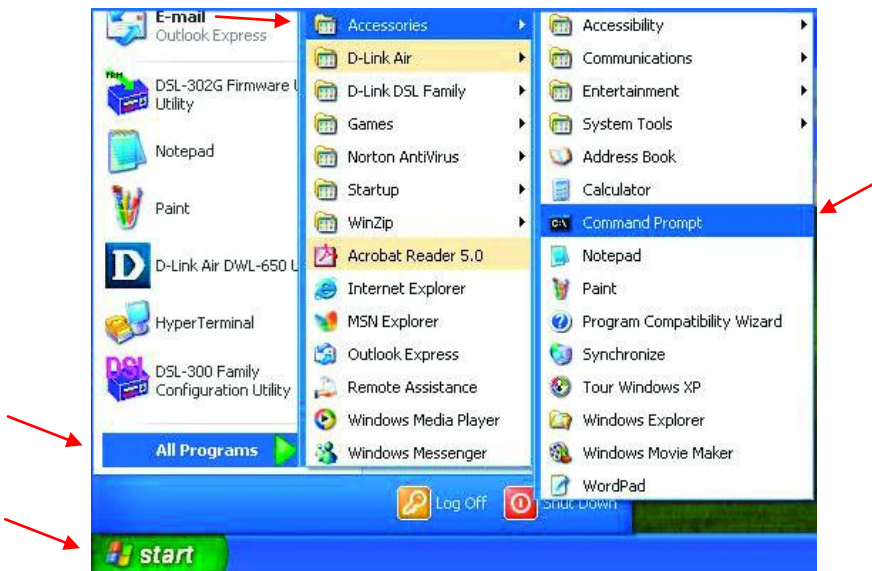 E-mail
Outlook Express
DSL-302G Firmware U
Utility
Notepad
Paint
D-Link Air DWL-650 U
HyperTerminal
DSL-300 Family
Configuration Utility
All Programs
Accessories
D-Link Air
D-Link DSL Family
Games
Norton AntiVirus
Startup
WinZip
Acrobat Reader 5.0
Internet Explorer
MSN Explorer
Outlook Express
Remote Assistance
Windows Media Player
Windows Messenger
Accessibility
Communications
Entertainment
System Tools
Address Book
Calculator
C:\ Command Prompt
Notepad
Paint
Program Compatibility Wizard
Synchronize
Tour Windows XP
Windows Explorer
Windows Movie Maker
WordPad
Log Off
Shut Down
start
FRM
D
DSL